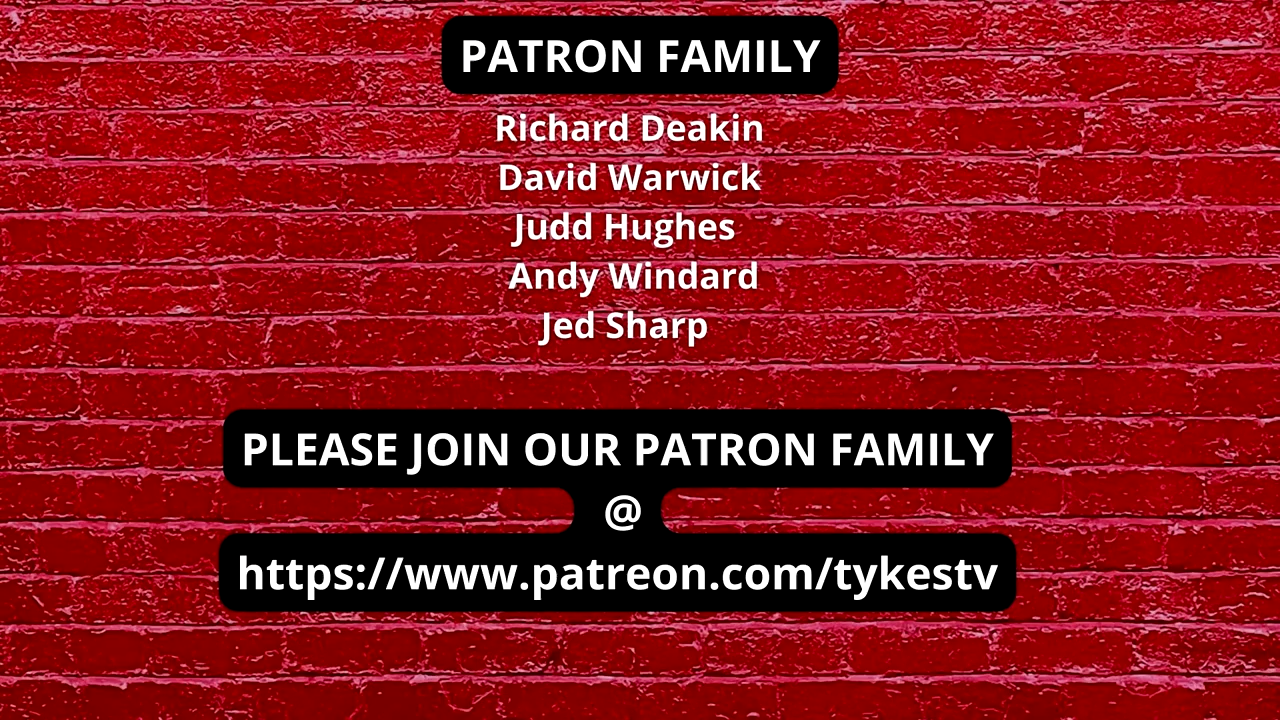 PATRON FAMILY
Richard Deakin
David Warwick
Judd Hughes
Andy Windard
Jed Sharp
PLEASE JOIN OUR PATRON FAMILY
@
https://www.patreon.com/tykestv